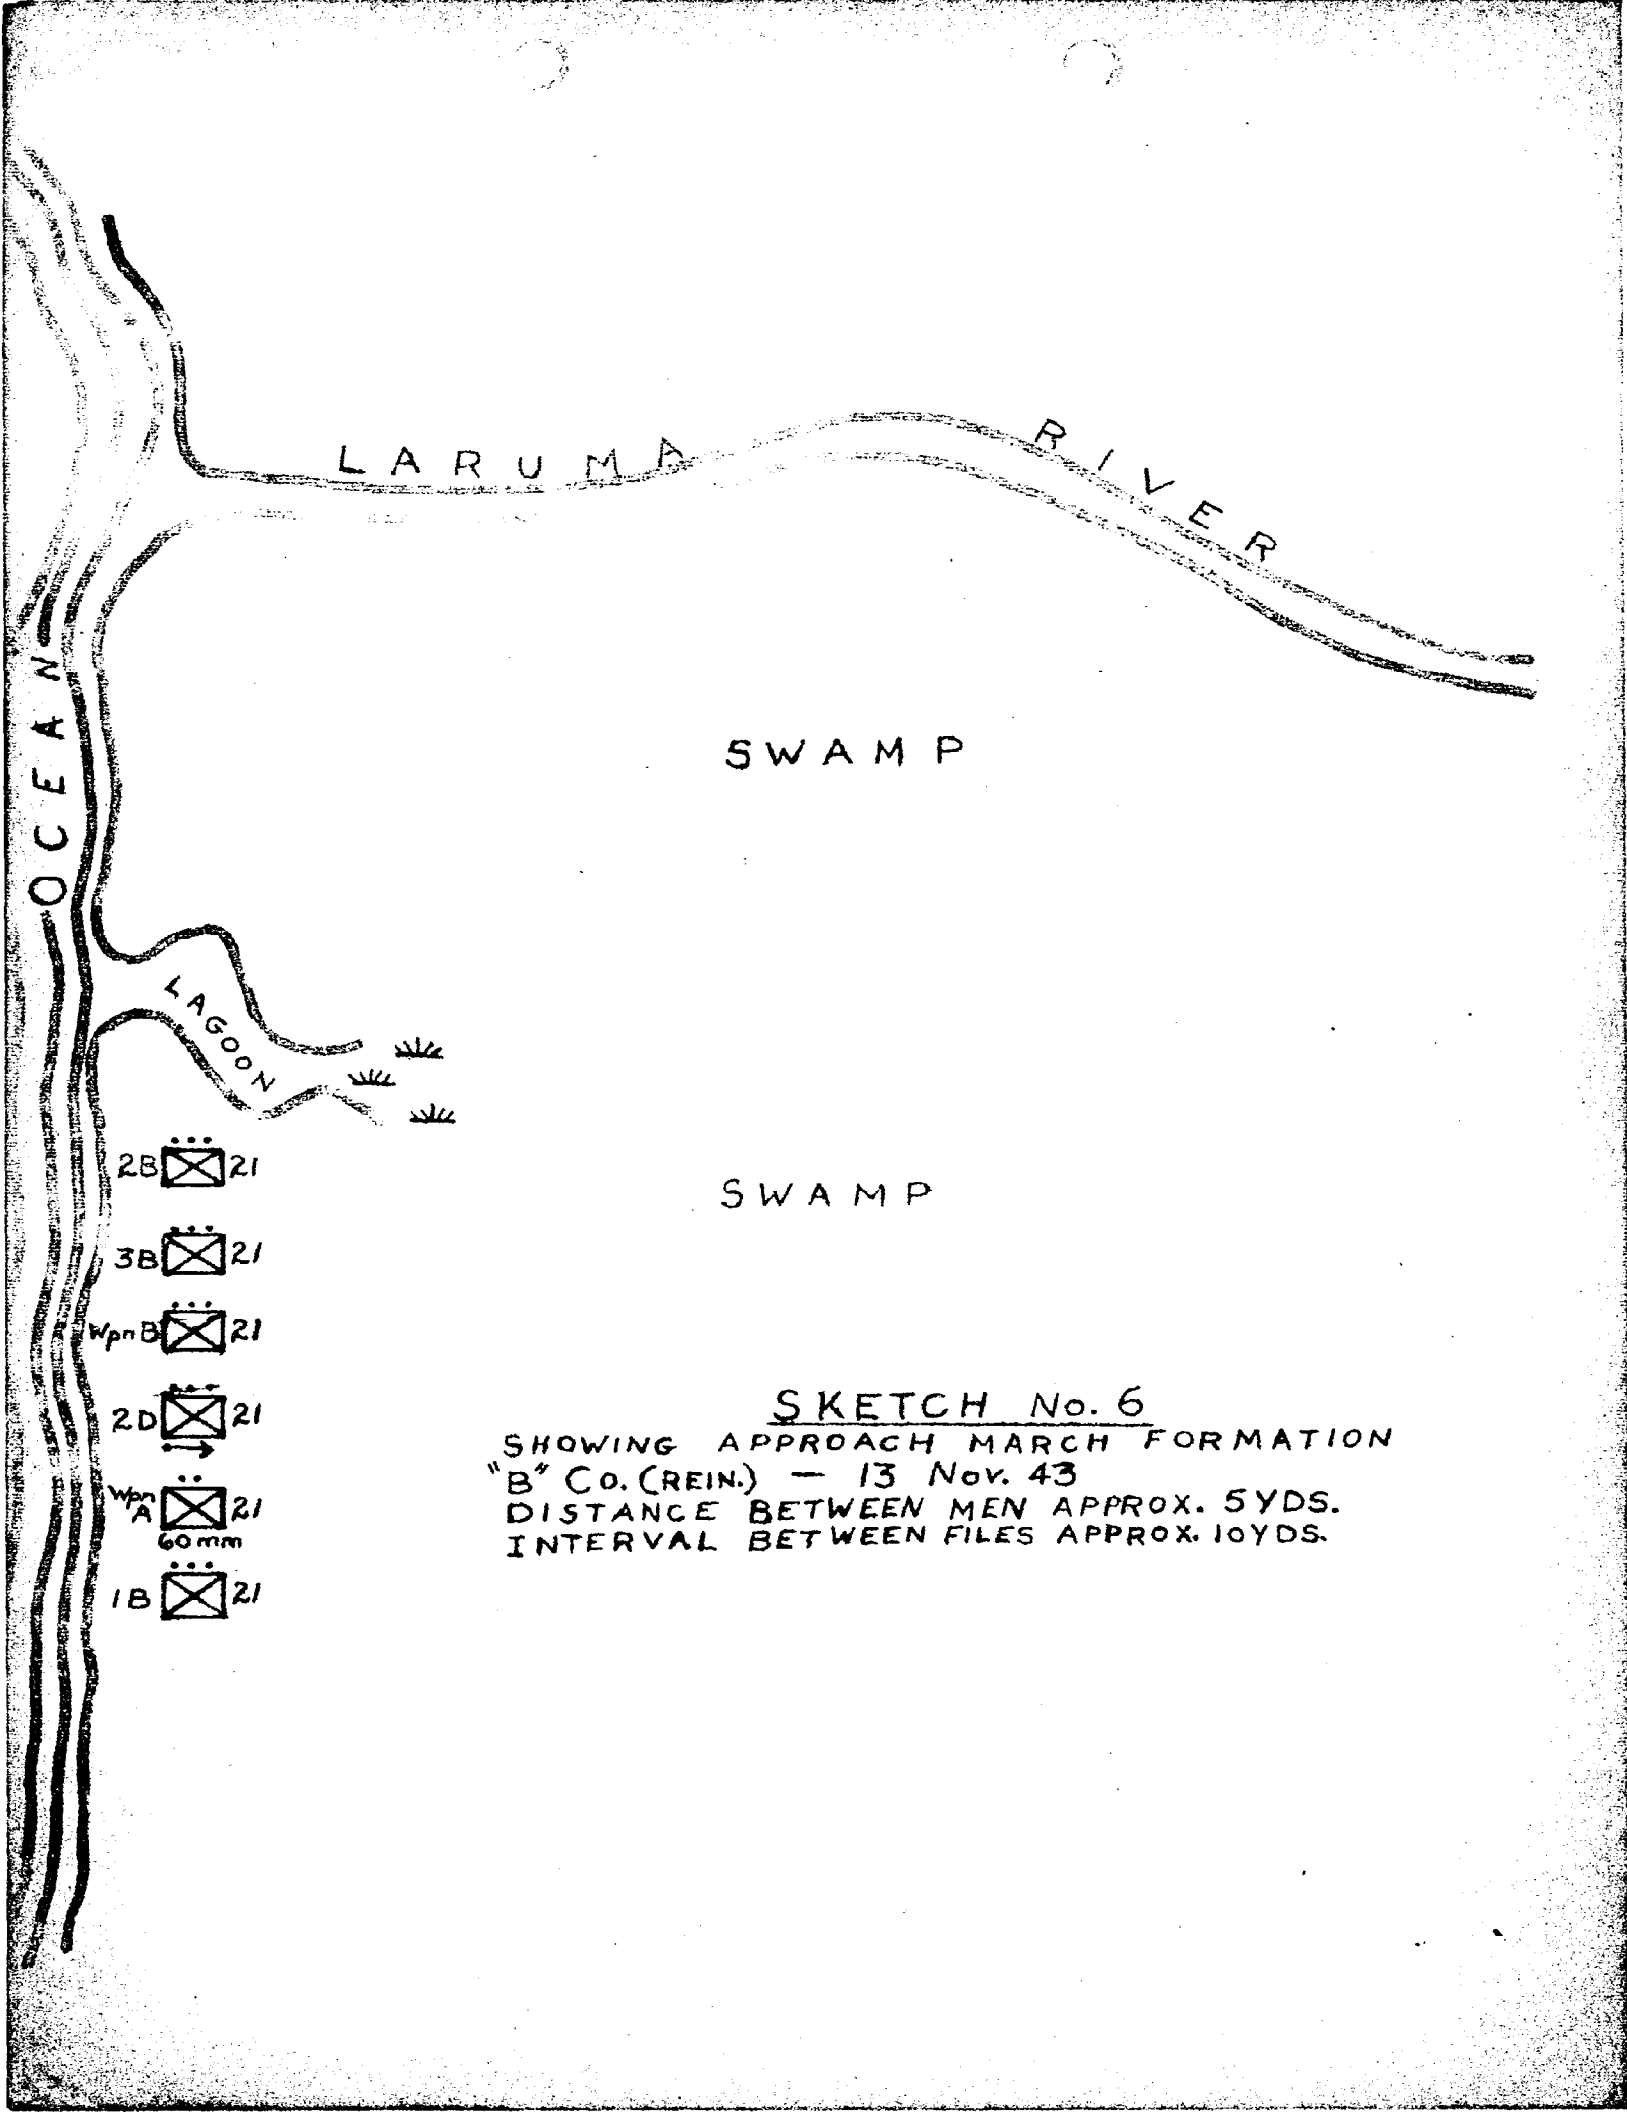 LARUMA RIVER
OCEAN
SWAMP
LAGOON
2B 21
SWAMP
3B 21
Wpn B 21
2D 21
Wpn A 21
60mm
1B 21
SKETCH No. 6
SHOWING APPROACH MARCH FORMATION
"B" CO. (REIN.) — 13 Nov. 43
DISTANCE BETWEEN MEN APPROX. 5YDS.
INTERVAL BETWEEN FILES APPROX. 10YDS.